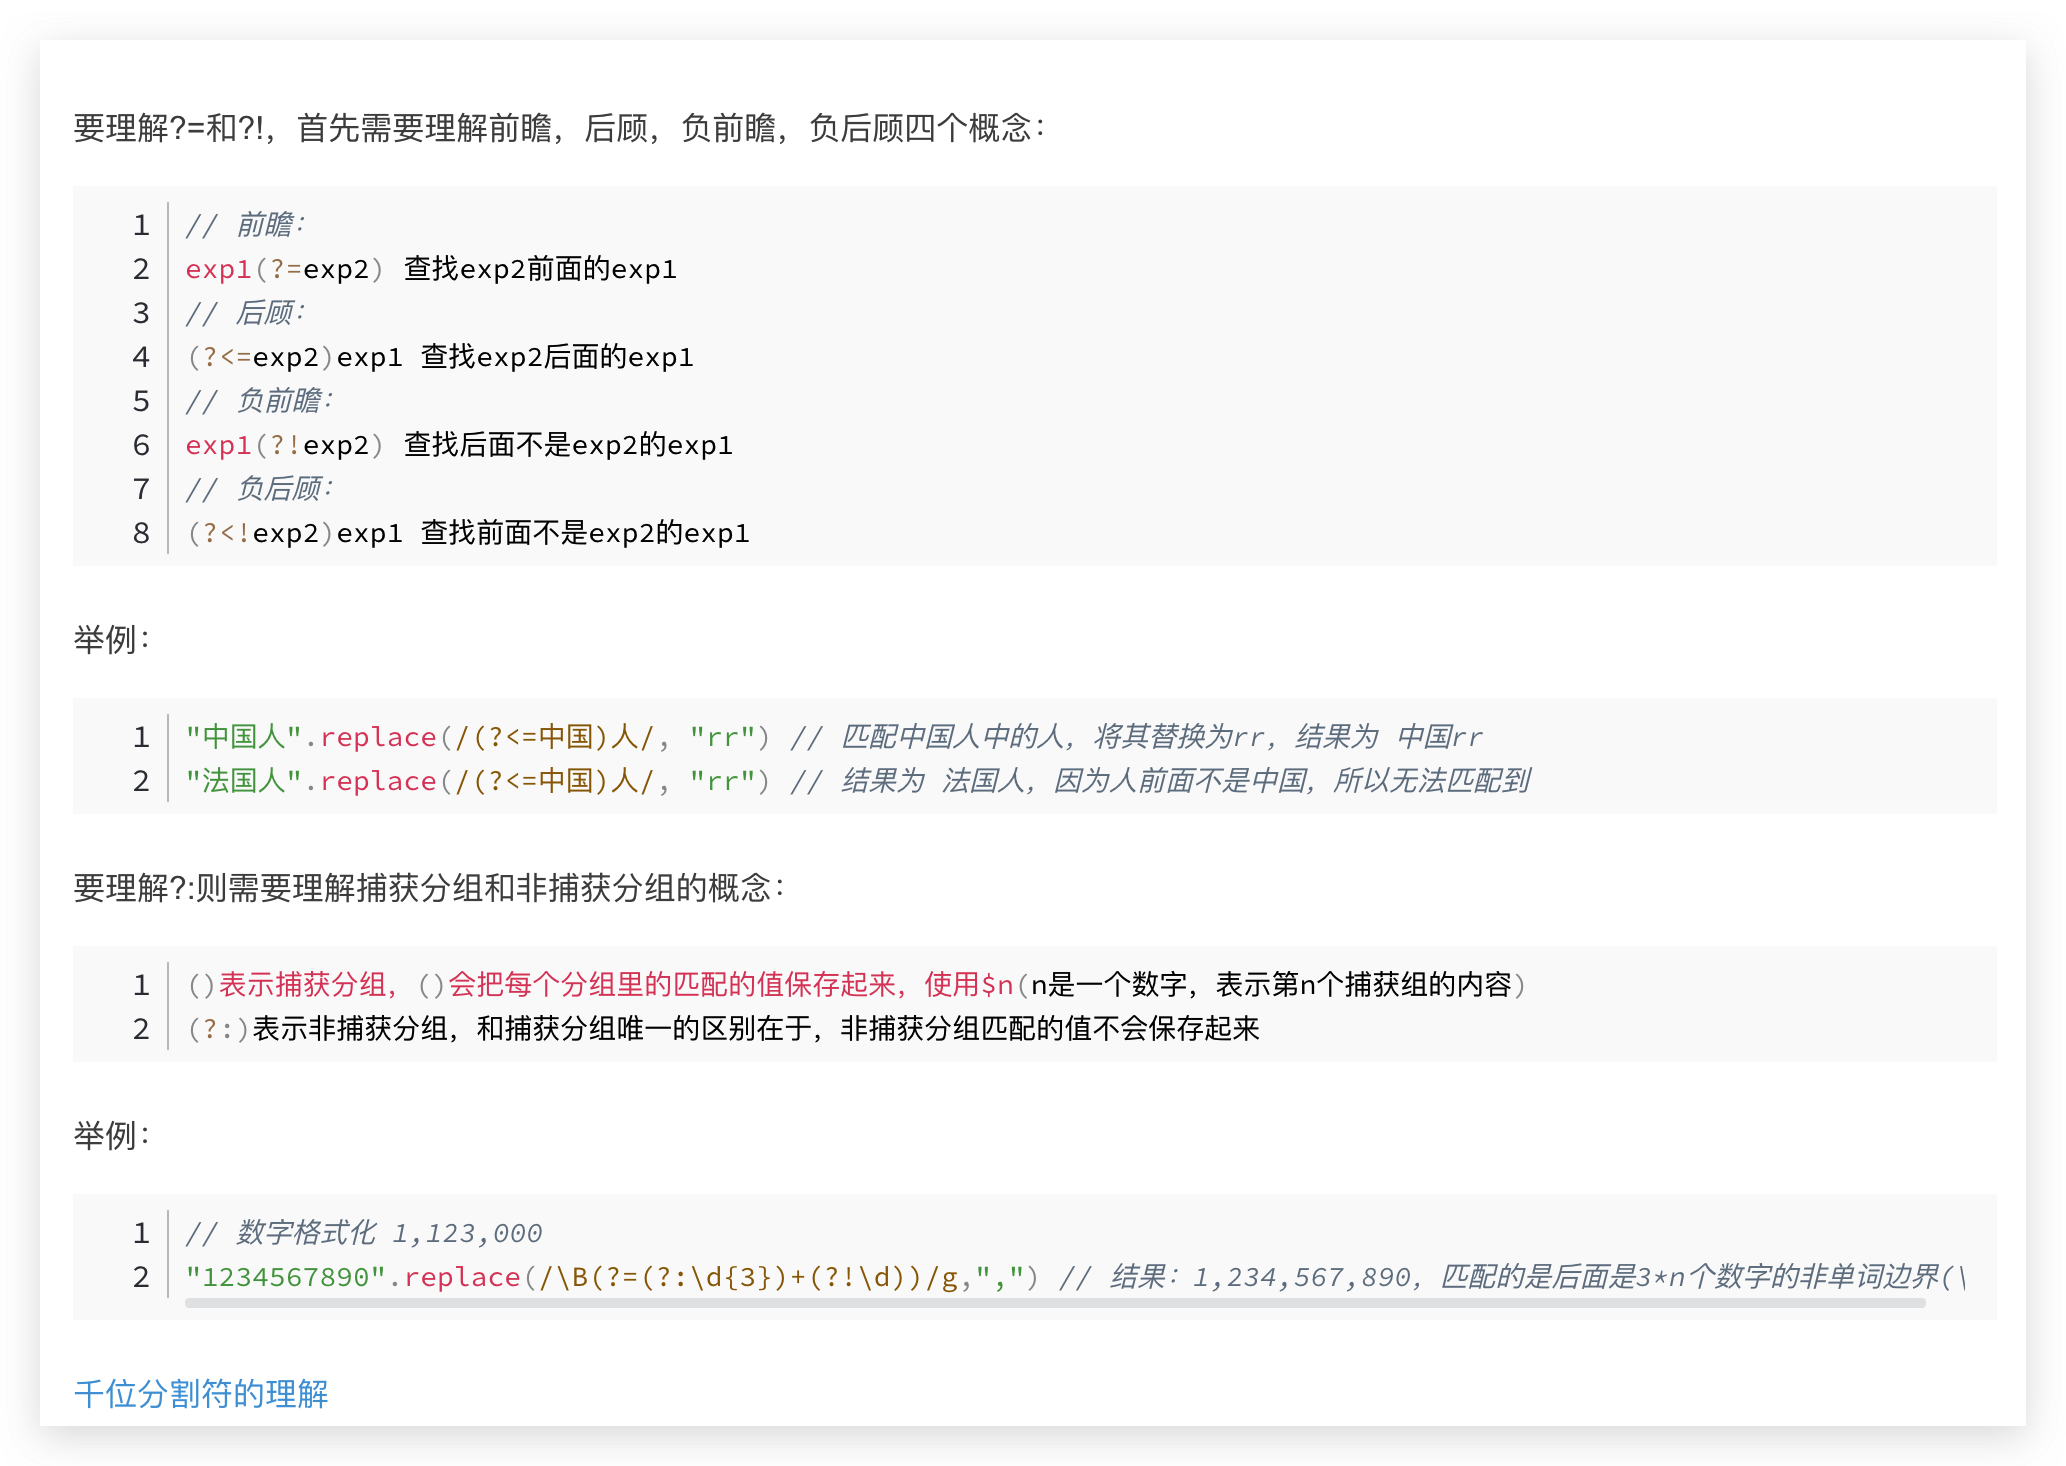 要理解?=和?!，首先需要理解前瞻，后顾，负前瞻，负后顾四个概念：
1 // 前瞻：
2 exp1(?=exp2) 查找exp2前面的exp1
3 // 后顾：
4 (?<=exp2)exp1 查找exp2后面的exp1
5 // 负前瞻：
6 exp1(?!exp2) 查找后面不是exp2的exp1
7 // 负后顾：
8 (?<!exp2)exp1 查找前面不是exp2的exp1
举例：
1 "中国人".replace(/(?<=中国)人/, "rr") // 匹配中国人中的人，将其替换为rr，结果为 中国rr
2 "法国人".replace(/(?<=中国)人/, "rr") // 结果为 法国人，因为人前面不是中国，所以无法匹配到
要理解?:则需要理解捕获分组和非捕获分组的概念：
1 ()表示捕获分组，()会把每个分组里的匹配的值保存起来，使用$n(n是一个数字，表示第n个捕获组的内容)
2 (?:)表示非捕获分组，和捕获分组唯一的区别在于，非捕获分组匹配的值不会保存起来
举例：
1 // 数字格式化 1,123,000
2 "1234567890".replace(/\B(?=(?:\d{3})+(?!\d))/g,",") // 结果：1,234,567,890，匹配的是后面是3*n个数字的非单词边界(\
千位分割符的理解